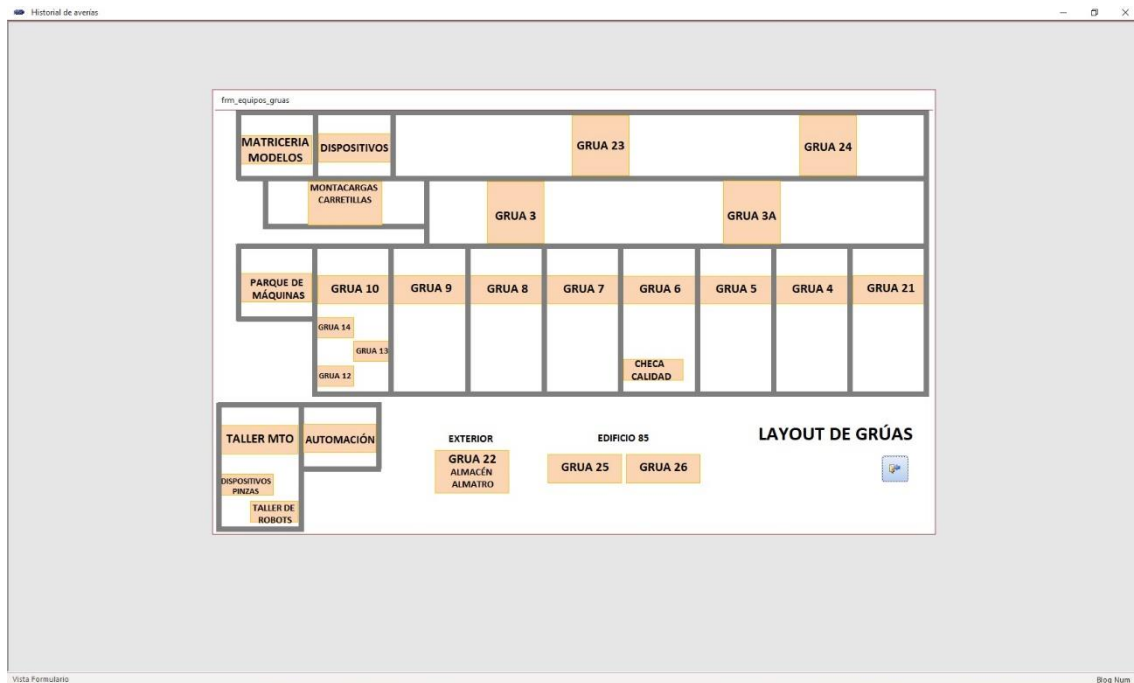 Historial de averías
frm_equipos_gruas
MATRICERIA
MODELOS
DISPOSITIVOS
GRUA 23
GRUA 24
MONTACARGAS
CARRETILLAS
GRUA 3
GRUA 3A
PARQUE DE
MÁQUINAS
GRUA 10
GRUA 9
GRUA 8
GRUA 7
GRUA 6
GRUA 5
GRUA 4
GRUA 21
GRUA 14
GRUA 13
GRUA 12
CHECA
CALIDAD
TALLER MTO
AUTOMACIÓN
DISPOSITIVOS
PINZAS
TALLER DE
ROBOTS
EXTERIOR
GRUA 22
ALMACÉN
ALMATRO
EDIFICIO 85
GRUA 25
GRUA 26
LAYOUT DE GRÚAS
Vista Formulario
Bloq Num